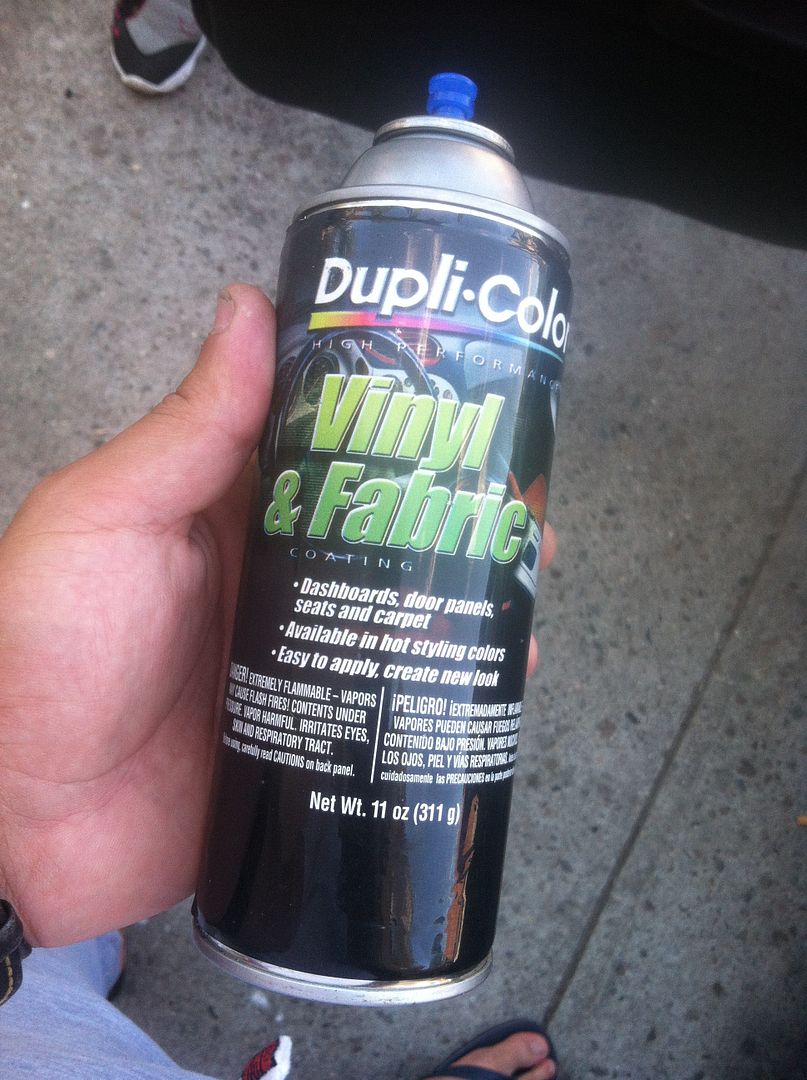 Dupli-Color
HIGH PERFORMANCE
Vinyl
& Fabric
COATING
• Dashboards, door panels,
seats and carpet
• Available in hot styling colors
• Easy to apply, create new look
DANGER! EXTREMELY FLAMMABLE – VAPORS
MAY CAUSE FLASH FIRES! CONTENTS UNDER
PRESSURE. VAPOR HARMFUL. IRRITATES EYES,
SKIN AND RESPIRATORY TRACT.
carefully read CAUTIONS on back panel.
¡PELIGRO! ¡EXTREMADAMENTE
VAPORES PUEDEN CAUSAR FUEGOS
CONTENIDO BAJO PRESIÓN. VAPORES
LOS OJOS, PIEL Y VÍAS RESPIRATORIAS.
cuidadosamente las PRECAUCIONES en la parte
Net Wt. 11 oz (311 g)